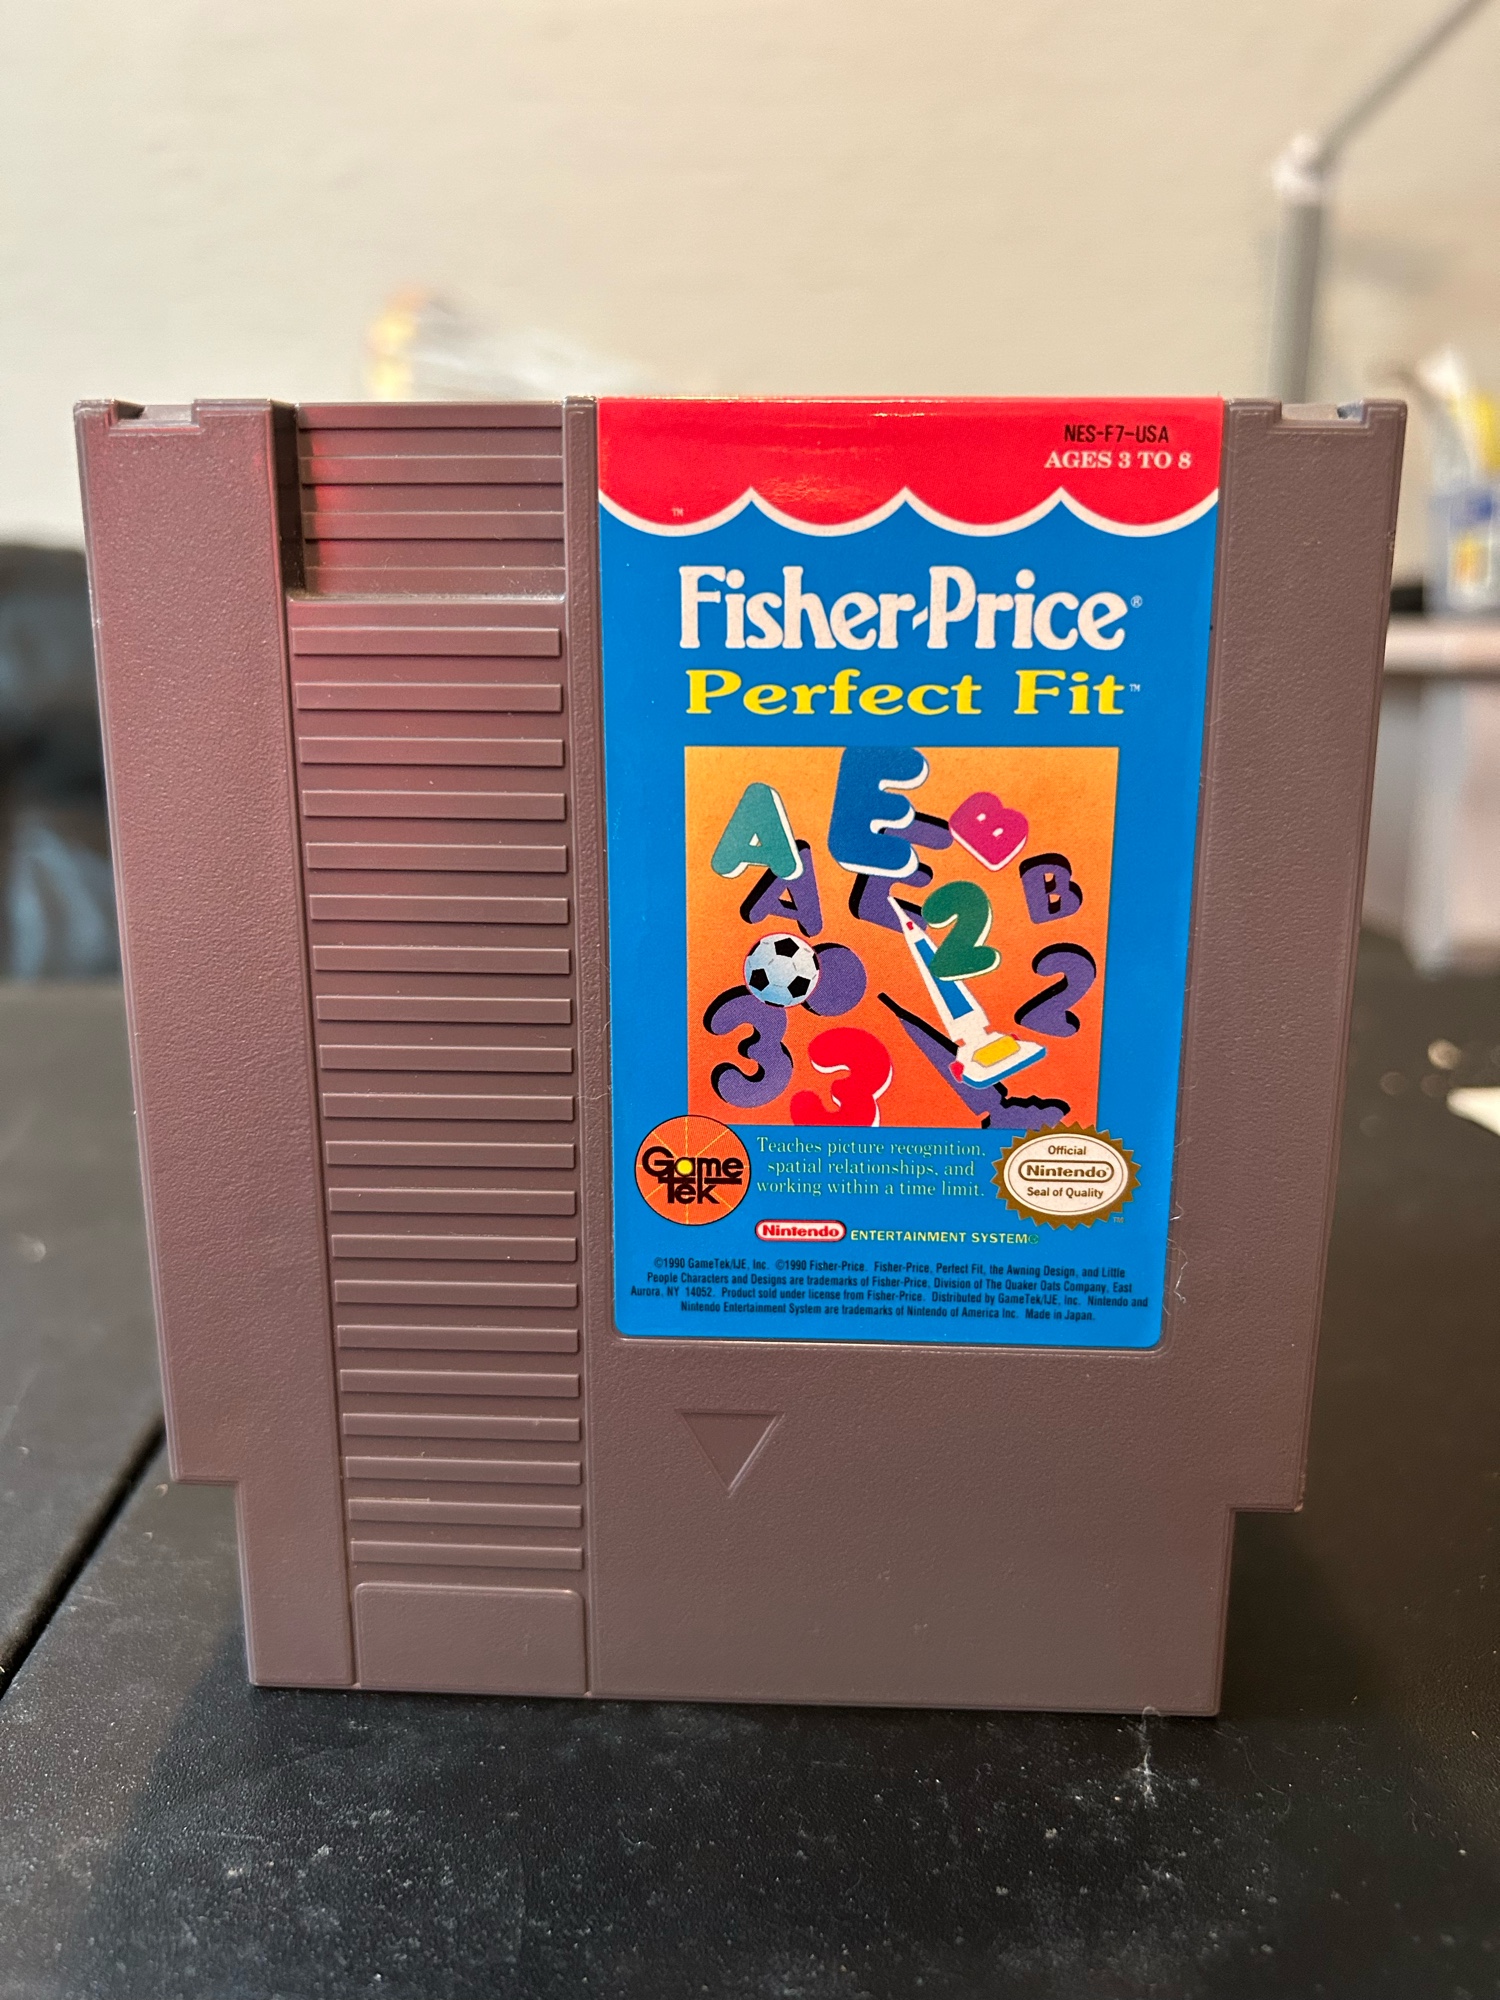 NES-F7-USA
AGES 3 TO 8
TM
Fisher-Price®
Perfect Fit™
A E B
A E B
2
2
3
3
Game
Tek
Teaches picture recognition,
spatial relationships, and
working within a time limit.
Official
Nintendo®
Seal of Quality
TM
Nintendo ENTERTAINMENT SYSTEM®
©1990 GameTek/IJE, Inc. ©1990 Fisher-Price. Fisher-Price, Perfect Fit, the Awning Design, and Little
People Characters and Designs are trademarks of Fisher-Price, Division of The Quaker Oats Company, East
Aurora, NY 14052. Product sold under license from Fisher-Price. Distributed by GameTek/IJE, Inc. Nintendo and
Nintendo Entertainment System are trademarks of Nintendo of America Inc. Made in Japan.